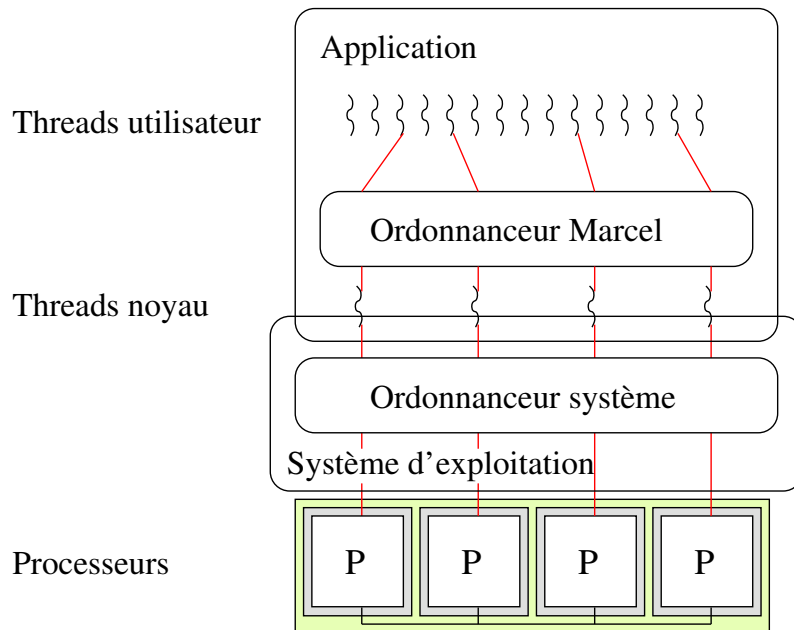 Application
Threads utilisateur
Ordonnanceur Marcel
Threads noyau
Ordonnanceur système
Système d'exploitation
Processeurs
P P P P